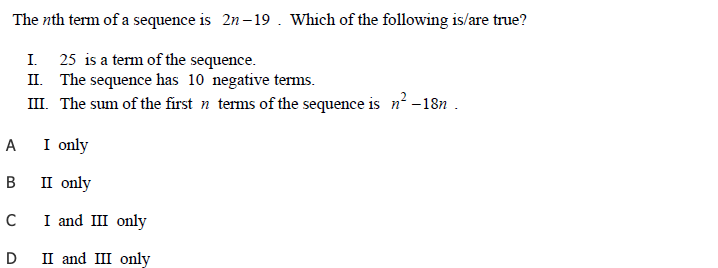 The nth term of a sequence is 2n−19 . Which of the following is/are true?
I. 25 is a term of the sequence.
II. The sequence has 10 negative terms.
III. The sum of the first n terms of the sequence is n² −18n .
A I only
B II only
C I and III only
D II and III only